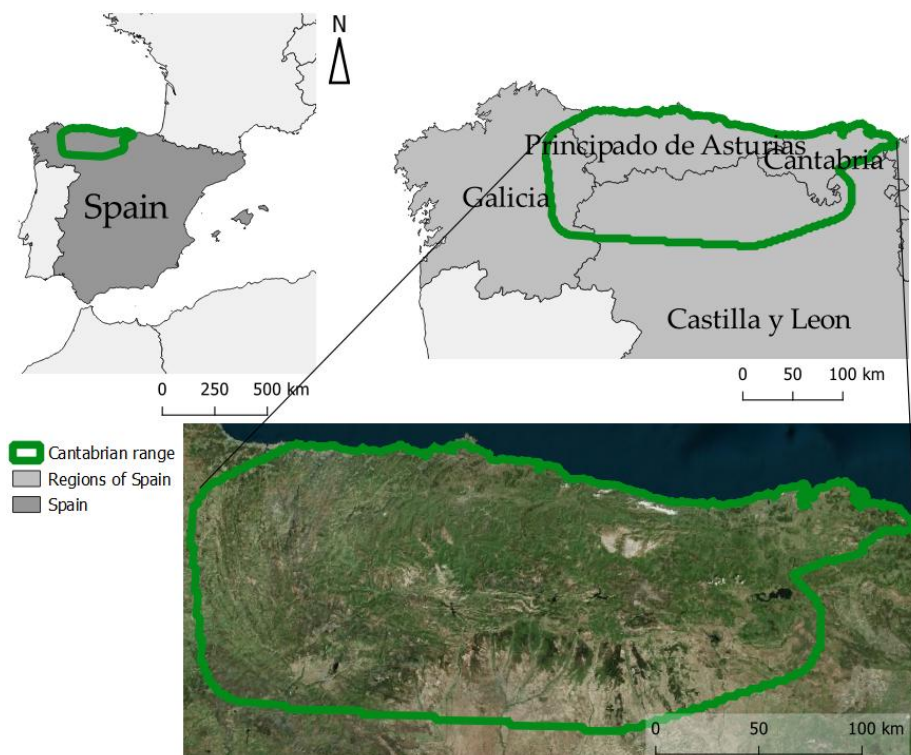 N
Spain
0 250 500 km
Principado de Asturias
Cantabria
Galicia
Castilla y Leon
0 50 100 km
Cantabrian range
Regions of Spain
Spain
0 50 100 km